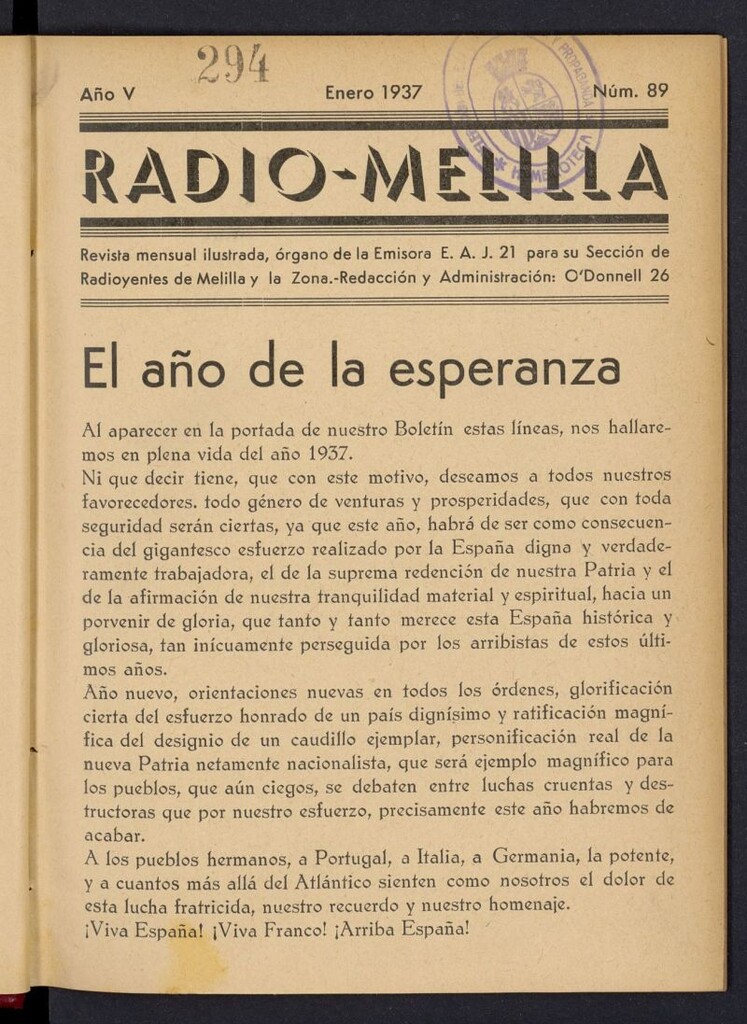 294
Año V Enero 1937 Núm. 89
RADIO-MELILLA
Revista mensual ilustrada, órgano de la Emisora E. A. J. 21 para su Sección de
Radioyentes de Melilla y la Zona.-Redacción y Administración: O'Donnell 26
El año de la esperanza
Al aparecer en la portada de nuestro Boletín estas líneas, nos hallare-
mos en plena vida del año 1937.
Ni que decir tiene, que con este motivo, deseamos a todos nuestros
favorecedores. todo género de venturas y prosperidades, que con toda
seguridad serán ciertas, ya que este año, habrá de ser como consecuen-
cia del gigantesco esfuerzo realizado por la España digna y verdade-
ramente trabajadora, el de la suprema redención de nuestra Patria y el
de la afirmación de nuestra tranquilidad material y espiritual, hacia un
porvenir de gloria, que tanto y tanto merece esta España histórica y
gloriosa, tan inícuamente perseguida por los arribistas de estos últi-
mos años.
Año nuevo, orientaciones nuevas en todos los órdenes, glorificación
cierta del esfuerzo honrado de un país dignísimo y ratificación magní-
fica del designio de un caudillo ejemplar, personificación real de la
nueva Patria netamente nacionalista, que será ejemplo magnífico para
los pueblos, que aún ciegos, se debaten entre luchas cruentas y des-
tructoras que por nuestro esfuerzo, precisamente este año habremos de
acabar.
A los pueblos hermanos, a Portugal, a Italia, a Germania, la potente,
y a cuantos más allá del Atlántico sienten como nosotros el dolor de
esta lucha fratricida, nuestro recuerdo y nuestro homenaje.
¡Viva España! ¡Viva Franco! ¡Arriba España!
Y PROPAGANDA
HEMEROTECA